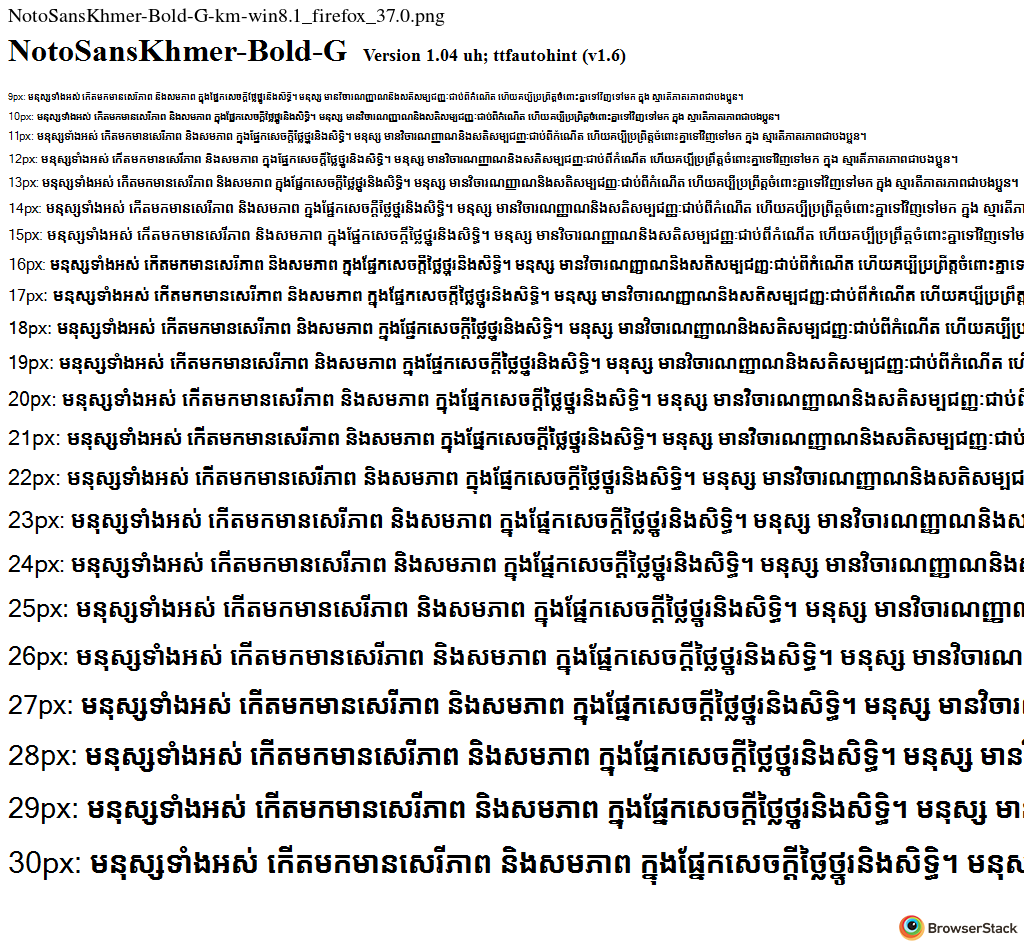 NotoSansKhmer-Bold-G-km-win8.1_firefox_37.0.png
NotoSansKhmer-Bold-G Version 1.04 uh; ttfautohint (v1.6)
9px: មនុស្សទាំងអស់ កើតមកមានសេរីភាព និងសមភាព ក្នុងផ្នែកសេចក្ដីថ្លៃថ្នូរនិងសិទ្ធិ។ មនុស្ស មានវិចារណញ្ញាណនិងសតិសម្បជញ្ញៈជាប់ពីកំណើត ហើយគប្បីប្រព្រឹត្តចំពោះគ្នាទៅវិញទៅមក ក្នុង ស្មារតីភាតរភាពជាបងប្អូន។
10px: មនុស្សទាំងអស់ កើតមកមានសេរីភាព និងសមភាព ក្នុងផ្នែកសេចក្ដីថ្លៃថ្នូរនិងសិទ្ធិ។ មនុស្ស មានវិចារណញ្ញាណនិងសតិសម្បជញ្ញៈជាប់ពីកំណើត ហើយគប្បីប្រព្រឹត្តចំពោះគ្នាទៅវិញទៅមក ក្នុង ស្មារតីភាតរភាពជាបងប្អូន។
11px: មនុស្សទាំងអស់ កើតមកមានសេរីភាព និងសមភាព ក្នុងផ្នែកសេចក្ដីថ្លៃថ្នូរនិងសិទ្ធិ។ មនុស្ស មានវិចារណញ្ញាណនិងសតិសម្បជញ្ញៈជាប់ពីកំណើត ហើយគប្បីប្រព្រឹត្តចំពោះគ្នាទៅវិញទៅមក ក្នុង ស្មារតីភាតរភាពជាបងប្អូន។
12px: មនុស្សទាំងអស់ កើតមកមានសេរីភាព និងសមភាព ក្នុងផ្នែកសេចក្ដីថ្លៃថ្នូរនិងសិទ្ធិ។ មនុស្ស មានវិចារណញ្ញាណនិងសតិសម្បជញ្ញៈជាប់ពីកំណើត ហើយគប្បីប្រព្រឹត្តចំពោះគ្នាទៅវិញទៅមក ក្នុង ស្មារតីភាតរភាពជាបងប្អូន។
13px: មនុស្សទាំងអស់ កើតមកមានសេរីភាព និងសមភាព ក្នុងផ្នែកសេចក្ដីថ្លៃថ្នូរនិងសិទ្ធិ។ មនុស្ស មានវិចារណញ្ញាណនិងសតិសម្បជញ្ញៈជាប់ពីកំណើត ហើយគប្បីប្រព្រឹត្តចំពោះគ្នាទៅវិញទៅមក ក្នុង ស្មារតីភាតរភាពជាបងប្អូន។
14px: មនុស្សទាំងអស់ កើតមកមានសេរីភាព និងសមភាព ក្នុងផ្នែកសេចក្ដីថ្លៃថ្នូរនិងសិទ្ធិ។ មនុស្ស មានវិចារណញ្ញាណនិងសតិសម្បជញ្ញៈជាប់ពីកំណើត ហើយគប្បីប្រព្រឹត្តចំពោះគ្នាទៅវិញទៅមក ក្នុង ស្មារតីភា
15px: មនុស្សទាំងអស់ កើតមកមានសេរីភាព និងសមភាព ក្នុងផ្នែកសេចក្ដីថ្លៃថ្នូរនិងសិទ្ធិ។ មនុស្ស មានវិចារណញ្ញាណនិងសតិសម្បជញ្ញៈជាប់ពីកំណើត ហើយគប្បីប្រព្រឹត្តចំពោះគ្នាទៅវិញទៅម
16px: មនុស្សទាំងអស់ កើតមកមានសេរីភាព និងសមភាព ក្នុងផ្នែកសេចក្ដីថ្លៃថ្នូរនិងសិទ្ធិ។ មនុស្ស មានវិចារណញ្ញាណនិងសតិសម្បជញ្ញៈជាប់ពីកំណើត ហើយគប្បីប្រព្រឹត្តចំពោះគ្នាទៅ
17px: មនុស្សទាំងអស់ កើតមកមានសេរីភាព និងសមភាព ក្នុងផ្នែកសេចក្ដីថ្លៃថ្នូរនិងសិទ្ធិ។ មនុស្ស មានវិចារណញ្ញាណនិងសតិសម្បជញ្ញៈជាប់ពីកំណើត ហើយគប្បីប្រព្រឹត្ត
18px: មនុស្សទាំងអស់ កើតមកមានសេរីភាព និងសមភាព ក្នុងផ្នែកសេចក្ដីថ្លៃថ្នូរនិងសិទ្ធិ។ មនុស្ស មានវិចារណញ្ញាណនិងសតិសម្បជញ្ញៈជាប់ពីកំណើត ហើយគប្បីប្រ
19px: មនុស្សទាំងអស់ កើតមកមានសេរីភាព និងសមភាព ក្នុងផ្នែកសេចក្ដីថ្លៃថ្នូរនិងសិទ្ធិ។ មនុស្ស មានវិចារណញ្ញាណនិងសតិសម្បជញ្ញៈជាប់ពីកំណើត ហើ
20px: មនុស្សទាំងអស់ កើតមកមានសេរីភាព និងសមភាព ក្នុងផ្នែកសេចក្ដីថ្លៃថ្នូរនិងសិទ្ធិ។ មនុស្ស មានវិចារណញ្ញាណនិងសតិសម្បជញ្ញៈជាប់ពី
21px: មនុស្សទាំងអស់ កើតមកមានសេរីភាព និងសមភាព ក្នុងផ្នែកសេចក្ដីថ្លៃថ្នូរនិងសិទ្ធិ។ មនុស្ស មានវិចារណញ្ញាណនិងសតិសម្បជញ្ញៈជាប់
22px: មនុស្សទាំងអស់ កើតមកមានសេរីភាព និងសមភាព ក្នុងផ្នែកសេចក្ដីថ្លៃថ្នូរនិងសិទ្ធិ។ មនុស្ស មានវិចារណញ្ញាណនិងសតិសម្បជ
23px: មនុស្សទាំងអស់ កើតមកមានសេរីភាព និងសមភាព ក្នុងផ្នែកសេចក្ដីថ្លៃថ្នូរនិងសិទ្ធិ។ មនុស្ស មានវិចារណញ្ញាណនិងស
24px: មនុស្សទាំងអស់ កើតមកមានសេរីភាព និងសមភាព ក្នុងផ្នែកសេចក្ដីថ្លៃថ្នូរនិងសិទ្ធិ។ មនុស្ស មានវិចារណញ្ញាណនិងស
25px: មនុស្សទាំងអស់ កើតមកមានសេរីភាព និងសមភាព ក្នុងផ្នែកសេចក្ដីថ្លៃថ្នូរនិងសិទ្ធិ។ មនុស្ស មានវិចារណញ្ញាណ
26px: មនុស្សទាំងអស់ កើតមកមានសេរីភាព និងសមភាព ក្នុងផ្នែកសេចក្ដីថ្លៃថ្នូរនិងសិទ្ធិ។ មនុស្ស មានវិចារណ
27px: មនុស្សទាំងអស់ កើតមកមានសេរីភាព និងសមភាព ក្នុងផ្នែកសេចក្ដីថ្លៃថ្នូរនិងសិទ្ធិ។ មនុស្ស មានវិចារ
28px: មនុស្សទាំងអស់ កើតមកមានសេរីភាព និងសមភាព ក្នុងផ្នែកសេចក្ដីថ្លៃថ្នូរនិងសិទ្ធិ។ មនុស្ស មាន
29px: មនុស្សទាំងអស់ កើតមកមានសេរីភាព និងសមភាព ក្នុងផ្នែកសេចក្ដីថ្លៃថ្នូរនិងសិទ្ធិ។ មនុស្ស មា
30px: មនុស្សទាំងអស់ កើតមកមានសេរីភាព និងសមភាព ក្នុងផ្នែកសេចក្ដីថ្លៃថ្នូរនិងសិទ្ធិ។ មនុស
BrowserStack